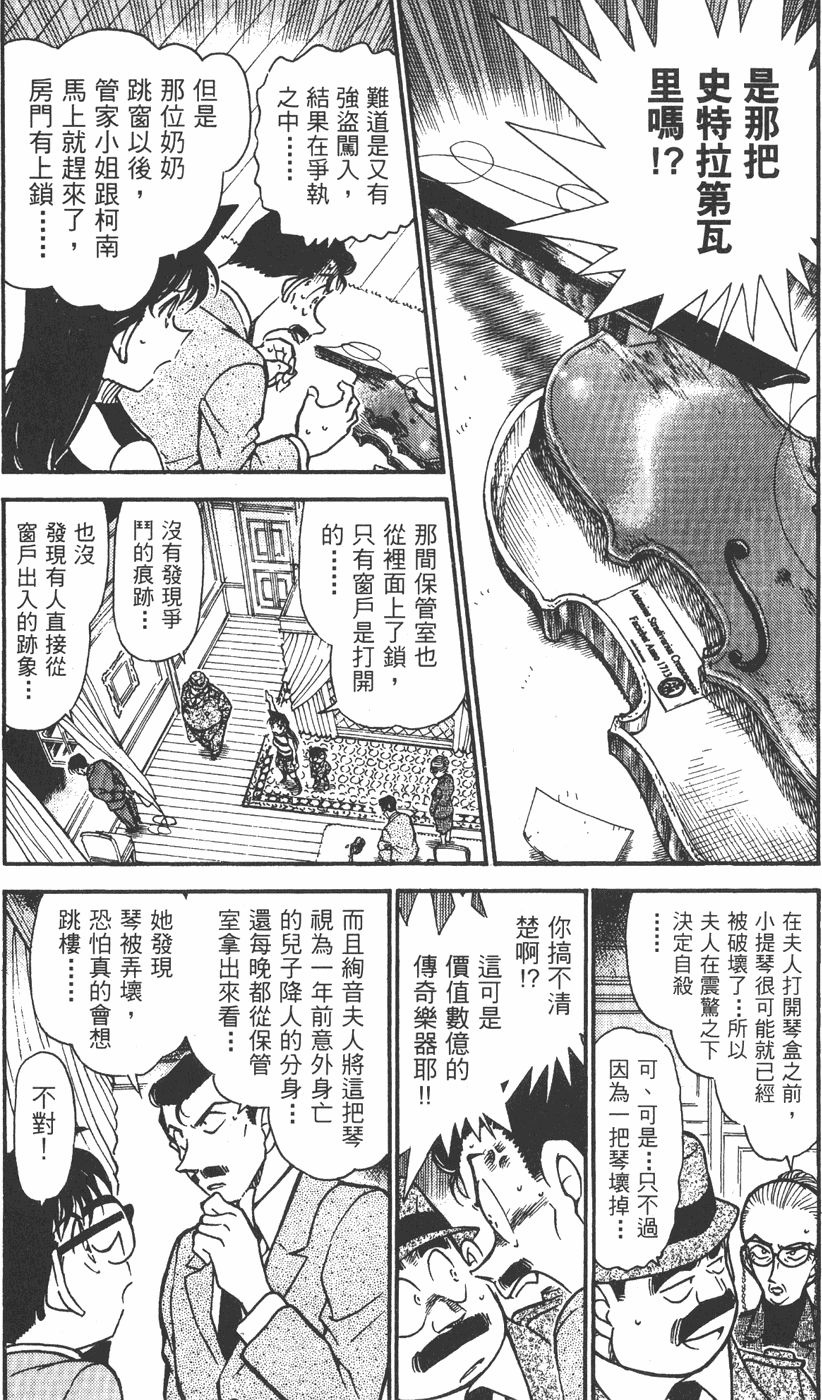 是那把
史特拉第瓦
里嗎!?
Antonius Stradivarius Cremonensis
Faciebat Anno 1713
難道是又有
強盜闖入，
結果在爭執
之中……
但是
那位奶奶
跳窗以後，
管家小姐跟柯南
馬上就趕來了，
房門有上鎖……
那間保管室也
從裡面上了鎖，
只有窗戶是打開
的……
沒有發現爭
鬥的痕跡…
也沒
發現有人直接從
窗戶出入的跡象…
在夫人打開琴盒之前，
小提琴很可能就已經
被破壞了…所以
夫人在震驚之下
決定自殺
……
可、可是…只不過
因為一把琴壞掉…
你搞不清
楚啊!?
這可是
價值數億的
傳奇樂器耶!!
而且絢音夫人將這把琴
視為一年前意外身亡
的兒子降人的分身…
還每晚都從保管
室拿出來看…
她發現
琴被弄壞，
恐怕真的會想
跳樓……
不對！